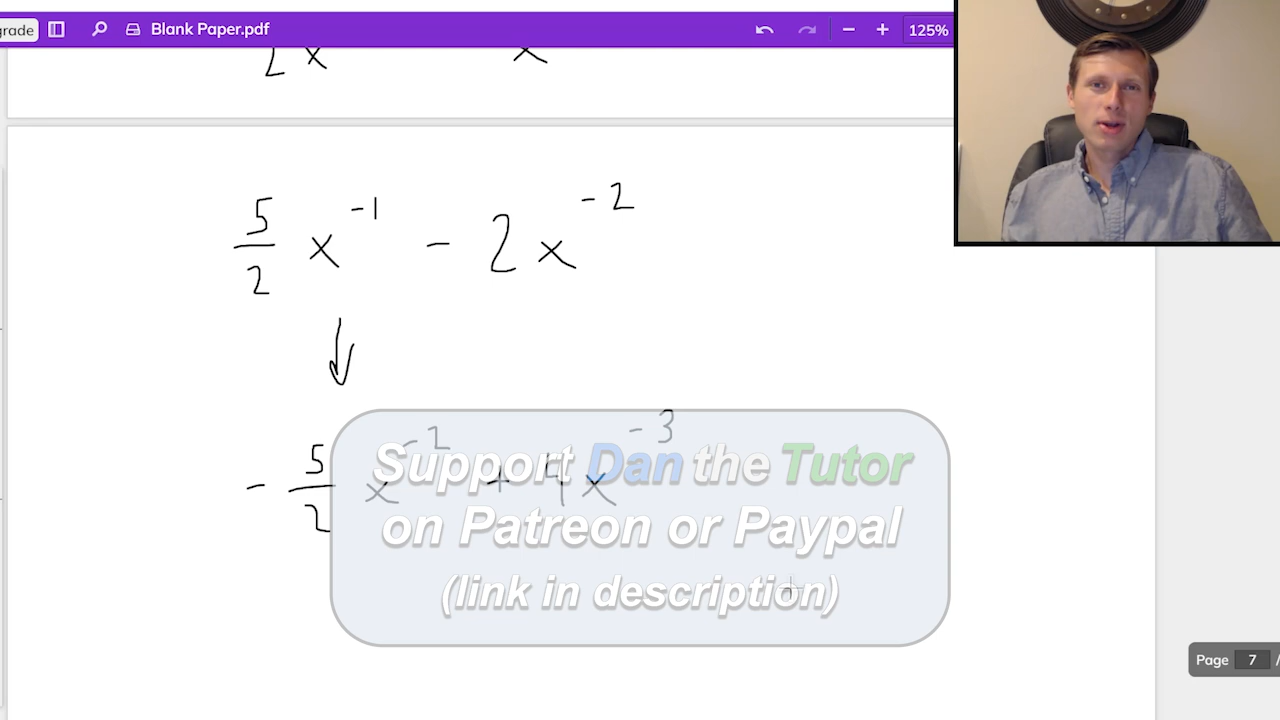 grade Blank Paper.pdf 125%
2 x x
5/2 x^-1 - 2x^-2
↓
- 5/2 x^-2 + 4x^-3
Support Dan the Tutor
on Patreon or Paypal
(link in description)
Page 7 /